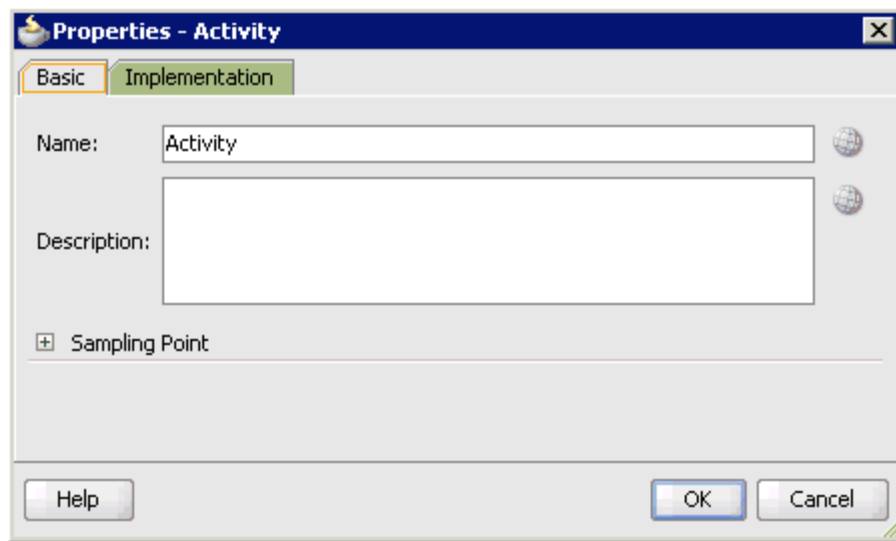 Properties - Activity
Basic Implementation
Name: Activity
Description:
Sampling Point
Help OK Cancel